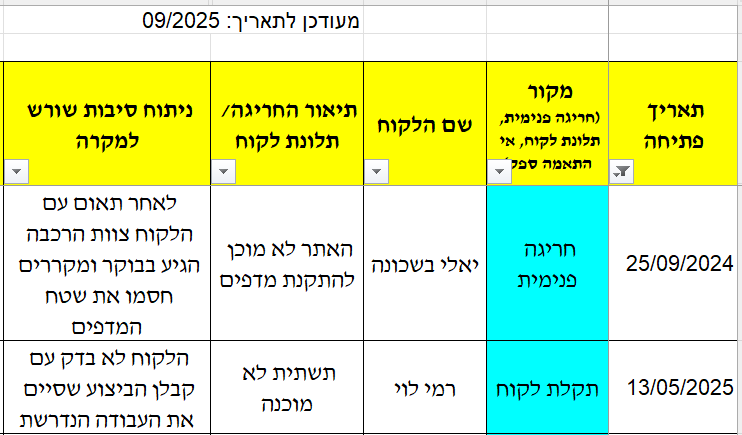 מעודכן לתאריך: 09/2025
תאריך
פתיחה
מקור
(חריגה פנימית,
תלונת לקוח, אי
התאמה ספק)
שם הלקוח
תיאור החריגה/
תלונת לקוח
ניתוח סיבות שורש
למקרה
25/09/2024
חריגה
פנימית
יאלי בשכונה
האתר לא מוכן
להתקנת מדפים
לאחר תאום עם
הלקוח צוות הרכבה
הגיע בבוקר ומקררים
חסמו את שטח
המדפים
13/05/2025
תקלת לקוח
רמי לוי
תשתית לא
מוכנה
הלקוח לא בדק עם
קבלן הביצוע שסיים
את העבודה הנדרשת